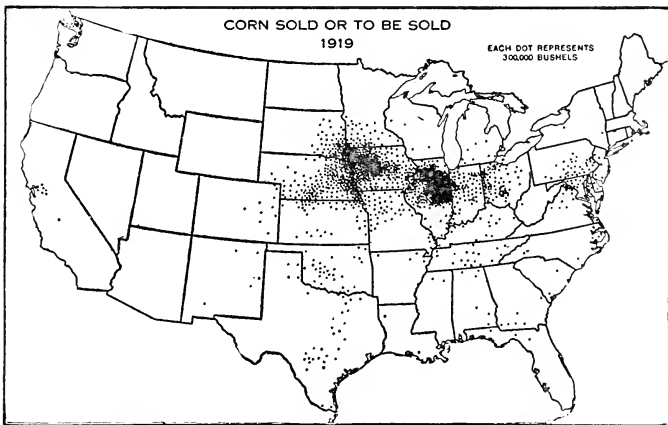 CORN SOLD OR TO BE SOLD
1919
EACH DOT REPRESENTS
300,000 BUSHELS